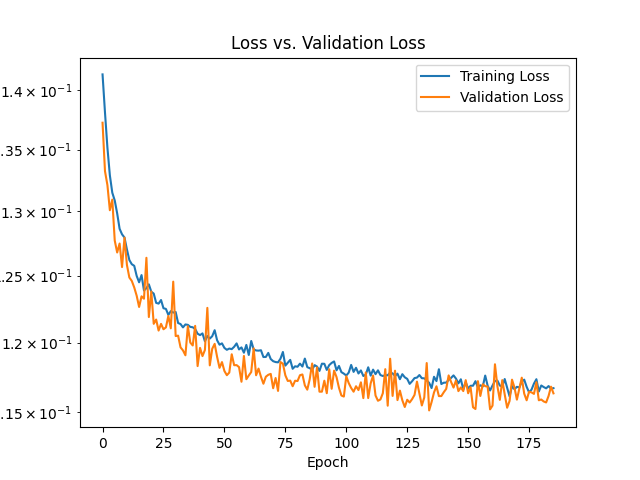 Loss vs. Validation Loss
Training Loss
Validation Loss
1.4 × 10⁻¹
.35 × 10⁻¹
1.3 × 10⁻¹
.25 × 10⁻¹
1.2 × 10⁻¹
.15 × 10⁻¹
0 25 50 75 100 125 150 175
Epoch